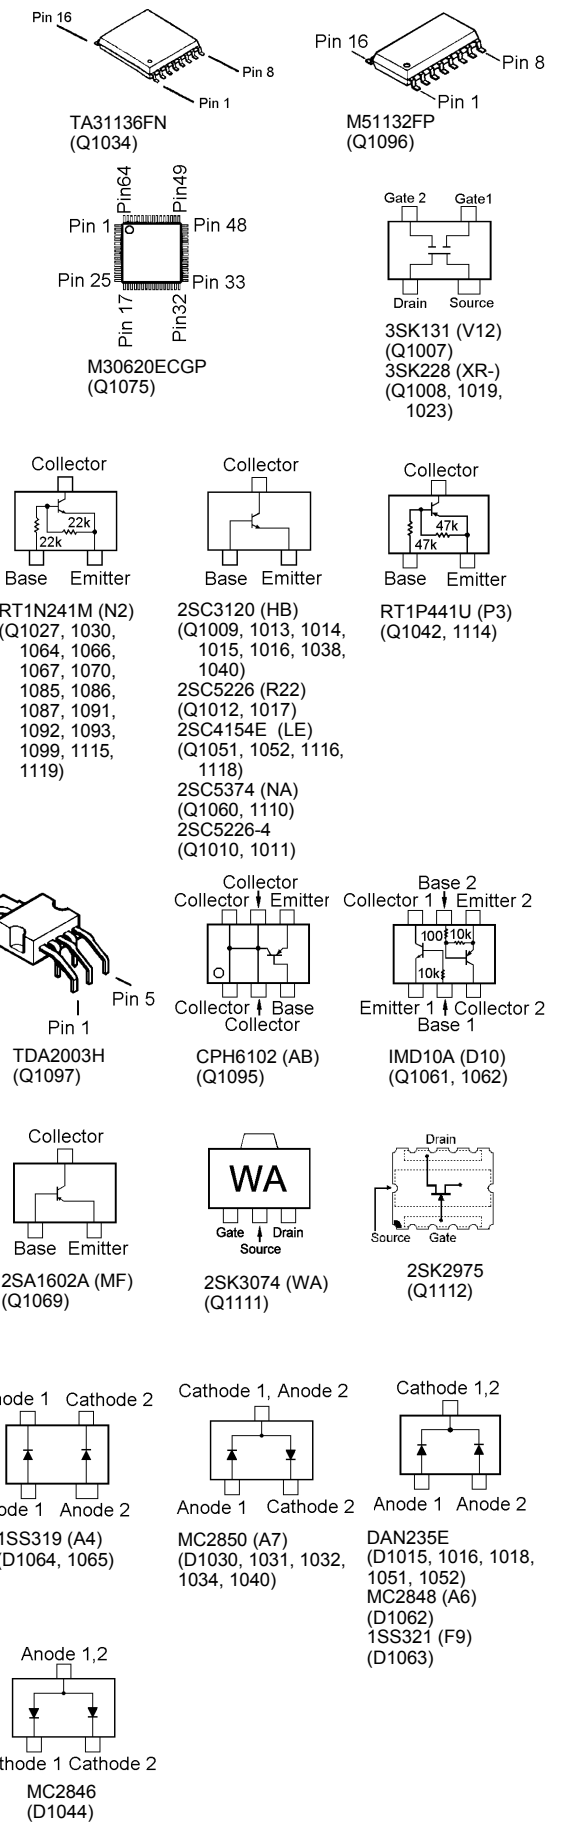 Pin 16
Pin 8
Pin 1
TA31136FN
(Q1034)
Pin 16
Pin 8
Pin 1
M51132FP
(Q1096)
Pin64
Pin49
Pin 1
Pin 48
Pin 25
Pin 33
Pin 17
Pin32
M30620ECGP
(Q1075)
Gate 2
Gate1
Drain
Source
3SK131 (V12)
(Q1007)
3SK228 (XR-)
(Q1008, 1019,
1023)
Collector
22k
22k
Base
Emitter
RT1N241M (N2)
(Q1027, 1030,
1064, 1066,
1067, 1070,
1085, 1086,
1087, 1091,
1092, 1093,
1099, 1115,
1119)
Collector
Base
Emitter
2SC3120 (HB)
(Q1009, 1013, 1014,
1015, 1016, 1038,
1040)
2SC5226 (R22)
(Q1012, 1017)
2SC4154E (LE)
(Q1051, 1052, 1116,
1118)
2SC5374 (NA)
(Q1060, 1110)
2SC5226-4
(Q1010, 1011)
Collector
47k
47k
Base
Emitter
RT1P441U (P3)
(Q1042, 1114)
Pin 5
Pin 1
TDA2003H
(Q1097)
Collector
Collector
Emitter
Collector
Base
Collector
CPH6102 (AB)
(Q1095)
Base 2
Collector 1
Emitter 2
100
10k
10k
Emitter 1
Collector 2
Base 1
IMD10A (D10)
(Q1061, 1062)
Collector
Base
Emitter
2SA1602A (MF)
(Q1069)
WA
Gate
Drain
Source
2SK3074 (WA)
(Q1111)
Drain
Source
Gate
2SK2975
(Q1112)
node 1
Cathode 2
ode 1
Anode 2
1SS319 (A4)
(D1064, 1065)
Cathode 1, Anode 2
Anode 1
Cathode 2
MC2850 (A7)
(D1030, 1031, 1032,
1034, 1040)
Cathode 1,2
Anode 1
Anode 2
DAN235E
(D1015, 1016, 1018,
1051, 1052)
MC2848 (A6)
(D1062)
1SS321 (F9)
(D1063)
Anode 1,2
thode 1
Cathode 2
MC2846
(D1044)